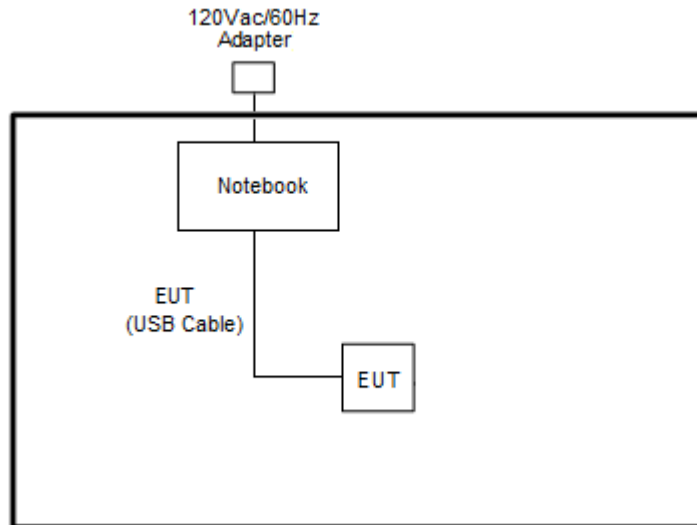 120Vac/60Hz
Adapter
Notebook
EUT
(USB Cable)
EUT